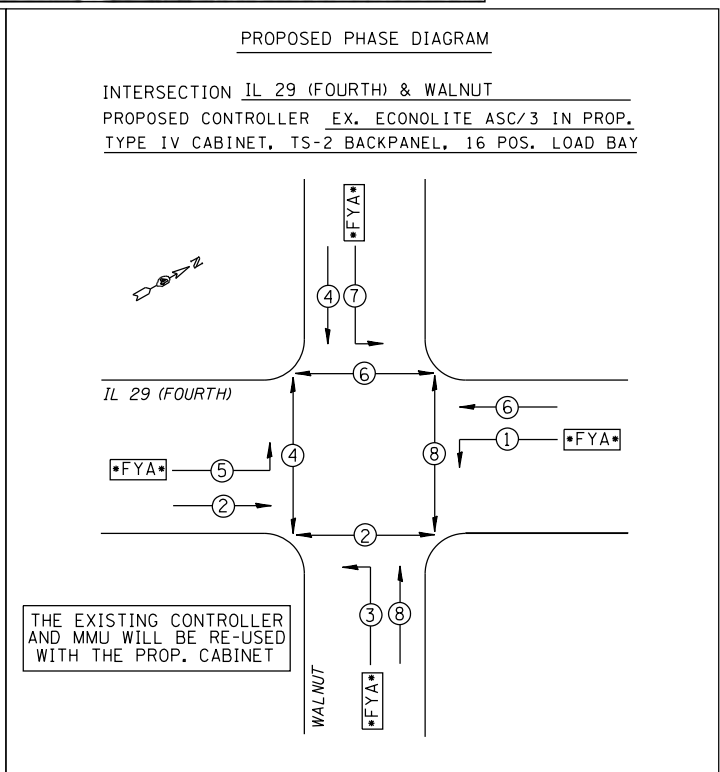 PROPOSED PHASE DIAGRAM
INTERSECTION IL 29 (FOURTH) & WALNUT
PROPOSED CONTROLLER EX. ECONOLITE ASC/3 IN PROP.
TYPE IV CABINET, TS-2 BACKPANEL, 16 POS. LOAD BAY
*FYA*
N
4 7
6
IL 29 (FOURTH)
6
1 *FYA*
*FYA* 5
4
8
2
2
3 8
THE EXISTING CONTROLLER
AND MMU WILL BE RE-USED
WITH THE PROP. CABINET
WALNUT
*FYA*